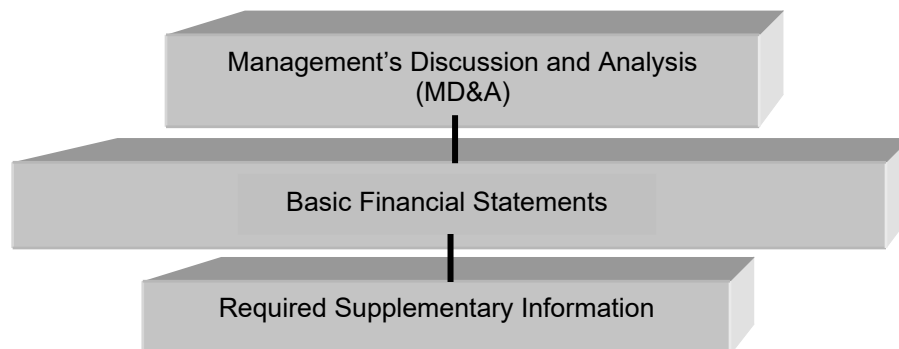 Management’s Discussion and Analysis
(MD&A)
Basic Financial Statements
Required Supplementary Information